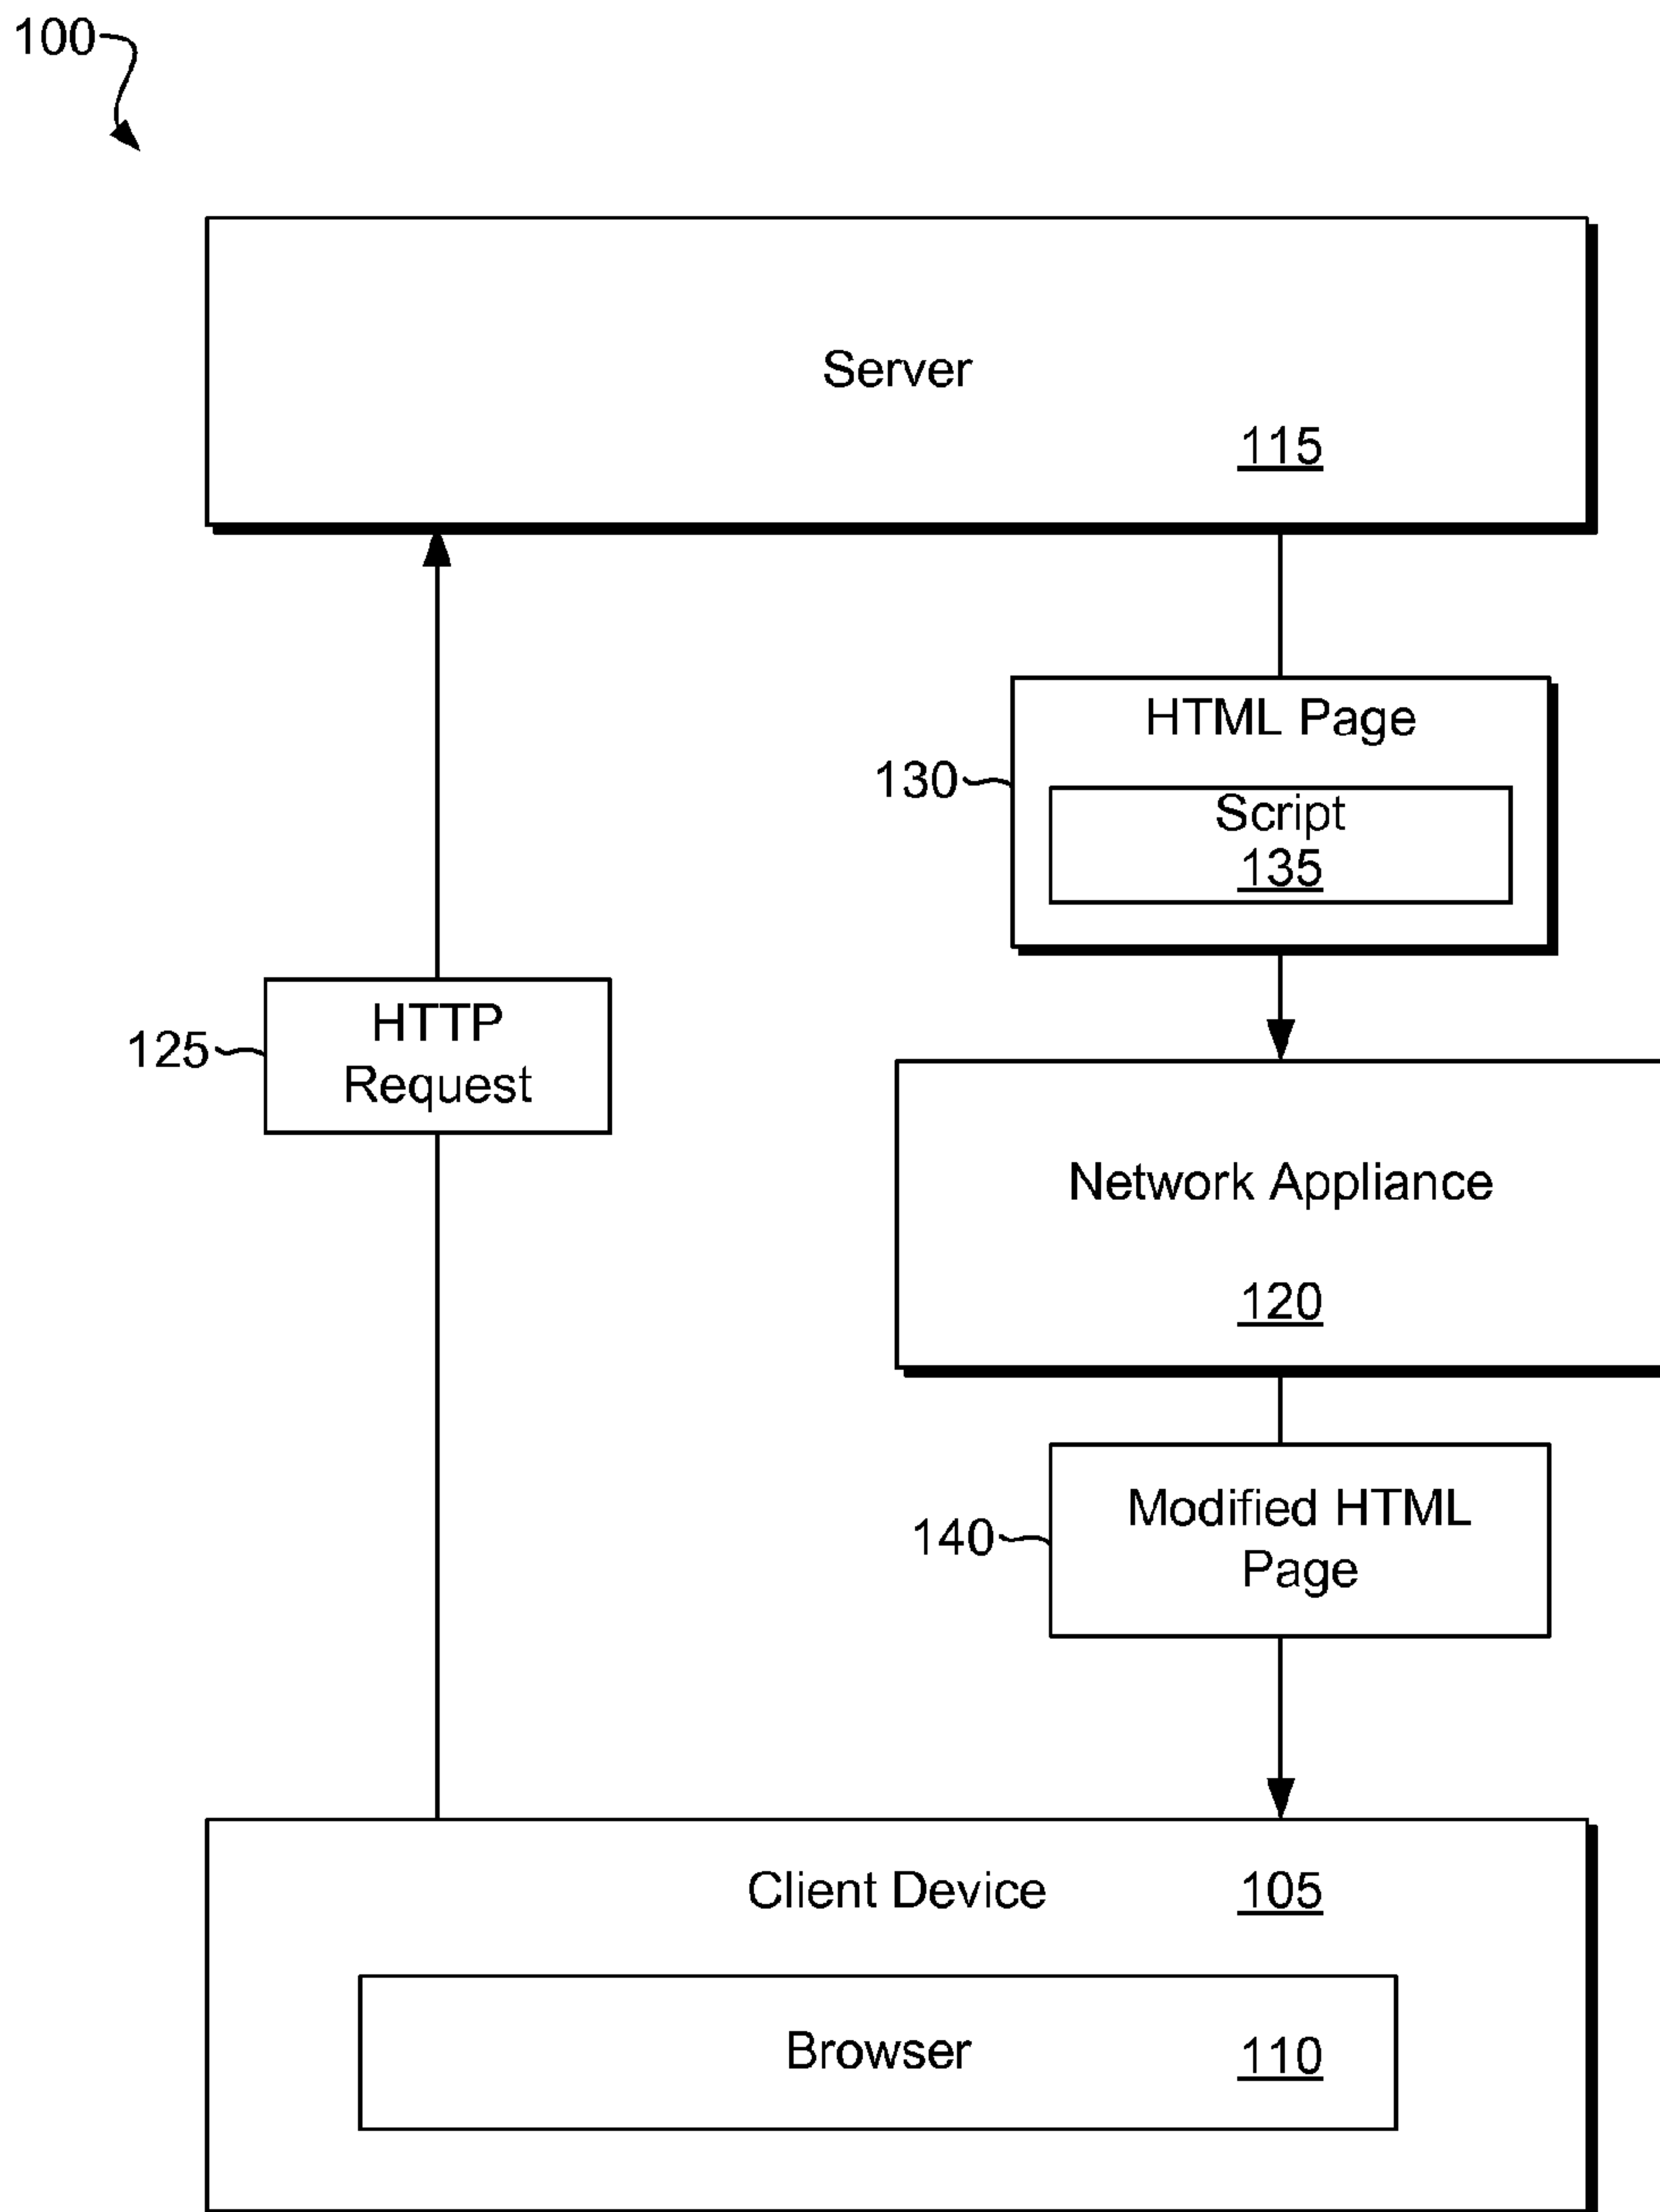 100
Server
115
HTML Page
130
Script
135
HTTP
Request
125
Network Appliance
120
Modified HTML
Page
140
Client Device 105
Browser 110